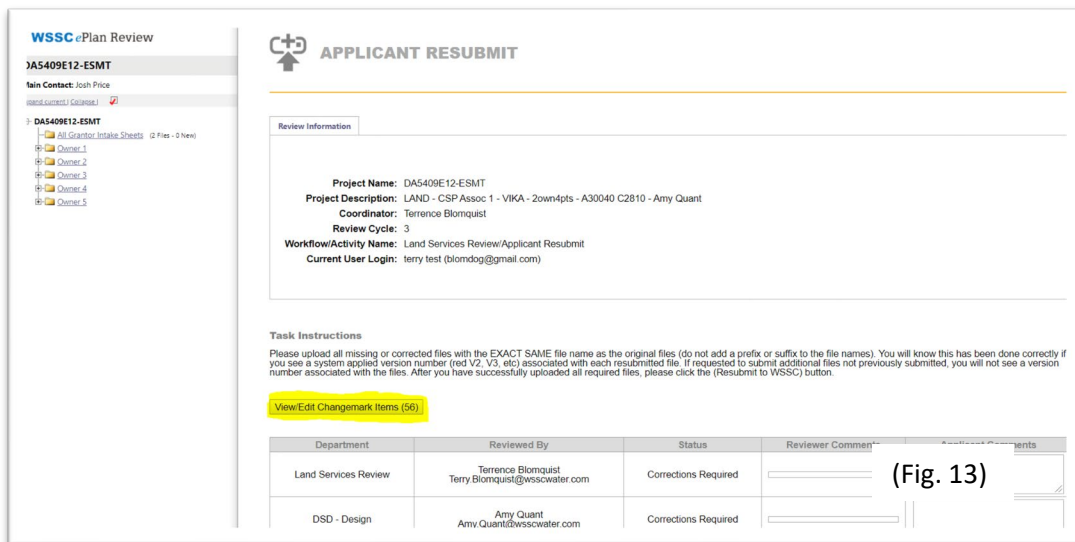 WSSC ePlan Review
DA5409E12-ESMT
Main Contact: Josh Price
expand current | Collapse |
DA5409E12-ESMT
All Grantor Intake Sheets (2 Files - 0 New)
Owner 1
Owner 2
Owner 3
Owner 4
Owner 5
APPLICANT RESUBMIT
Review Information
Project Name: DA5409E12-ESMT
Project Description: LAND - CSP Assoc 1 - VIKA - 2own4pts - A30040 C2810 - Amy Quant
Coordinator: Terrence Blomquist
Review Cycle: 3
Workflow/Activity Name: Land Services Review/Applicant Resubmit
Current User Login: terry test (blomdog@gmail.com)
Task Instructions
Please upload all missing or corrected files with the EXACT SAME file name as the original files (do not add a prefix or suffix to the file names). You will know this has been done correctly if
you see a system applied version number (red V2, V3, etc) associated with each resubmitted file. If requested to submit additional files not previously submitted, you will not see a version
number associated with the files. After you have successfully uploaded all required files, please click the (Resubmit to WSSC) button.
View/Edit Changemark Items (56)
Department Reviewed By Status Reviewer Comments Applicant Comments
Land Services Review Terrence Blomquist Corrections Required
Terry.Blomquist@wsscwater.com
(Fig. 13)
DSD - Design Amy Quant Corrections Required
Amy.Quant@wsscwater.com